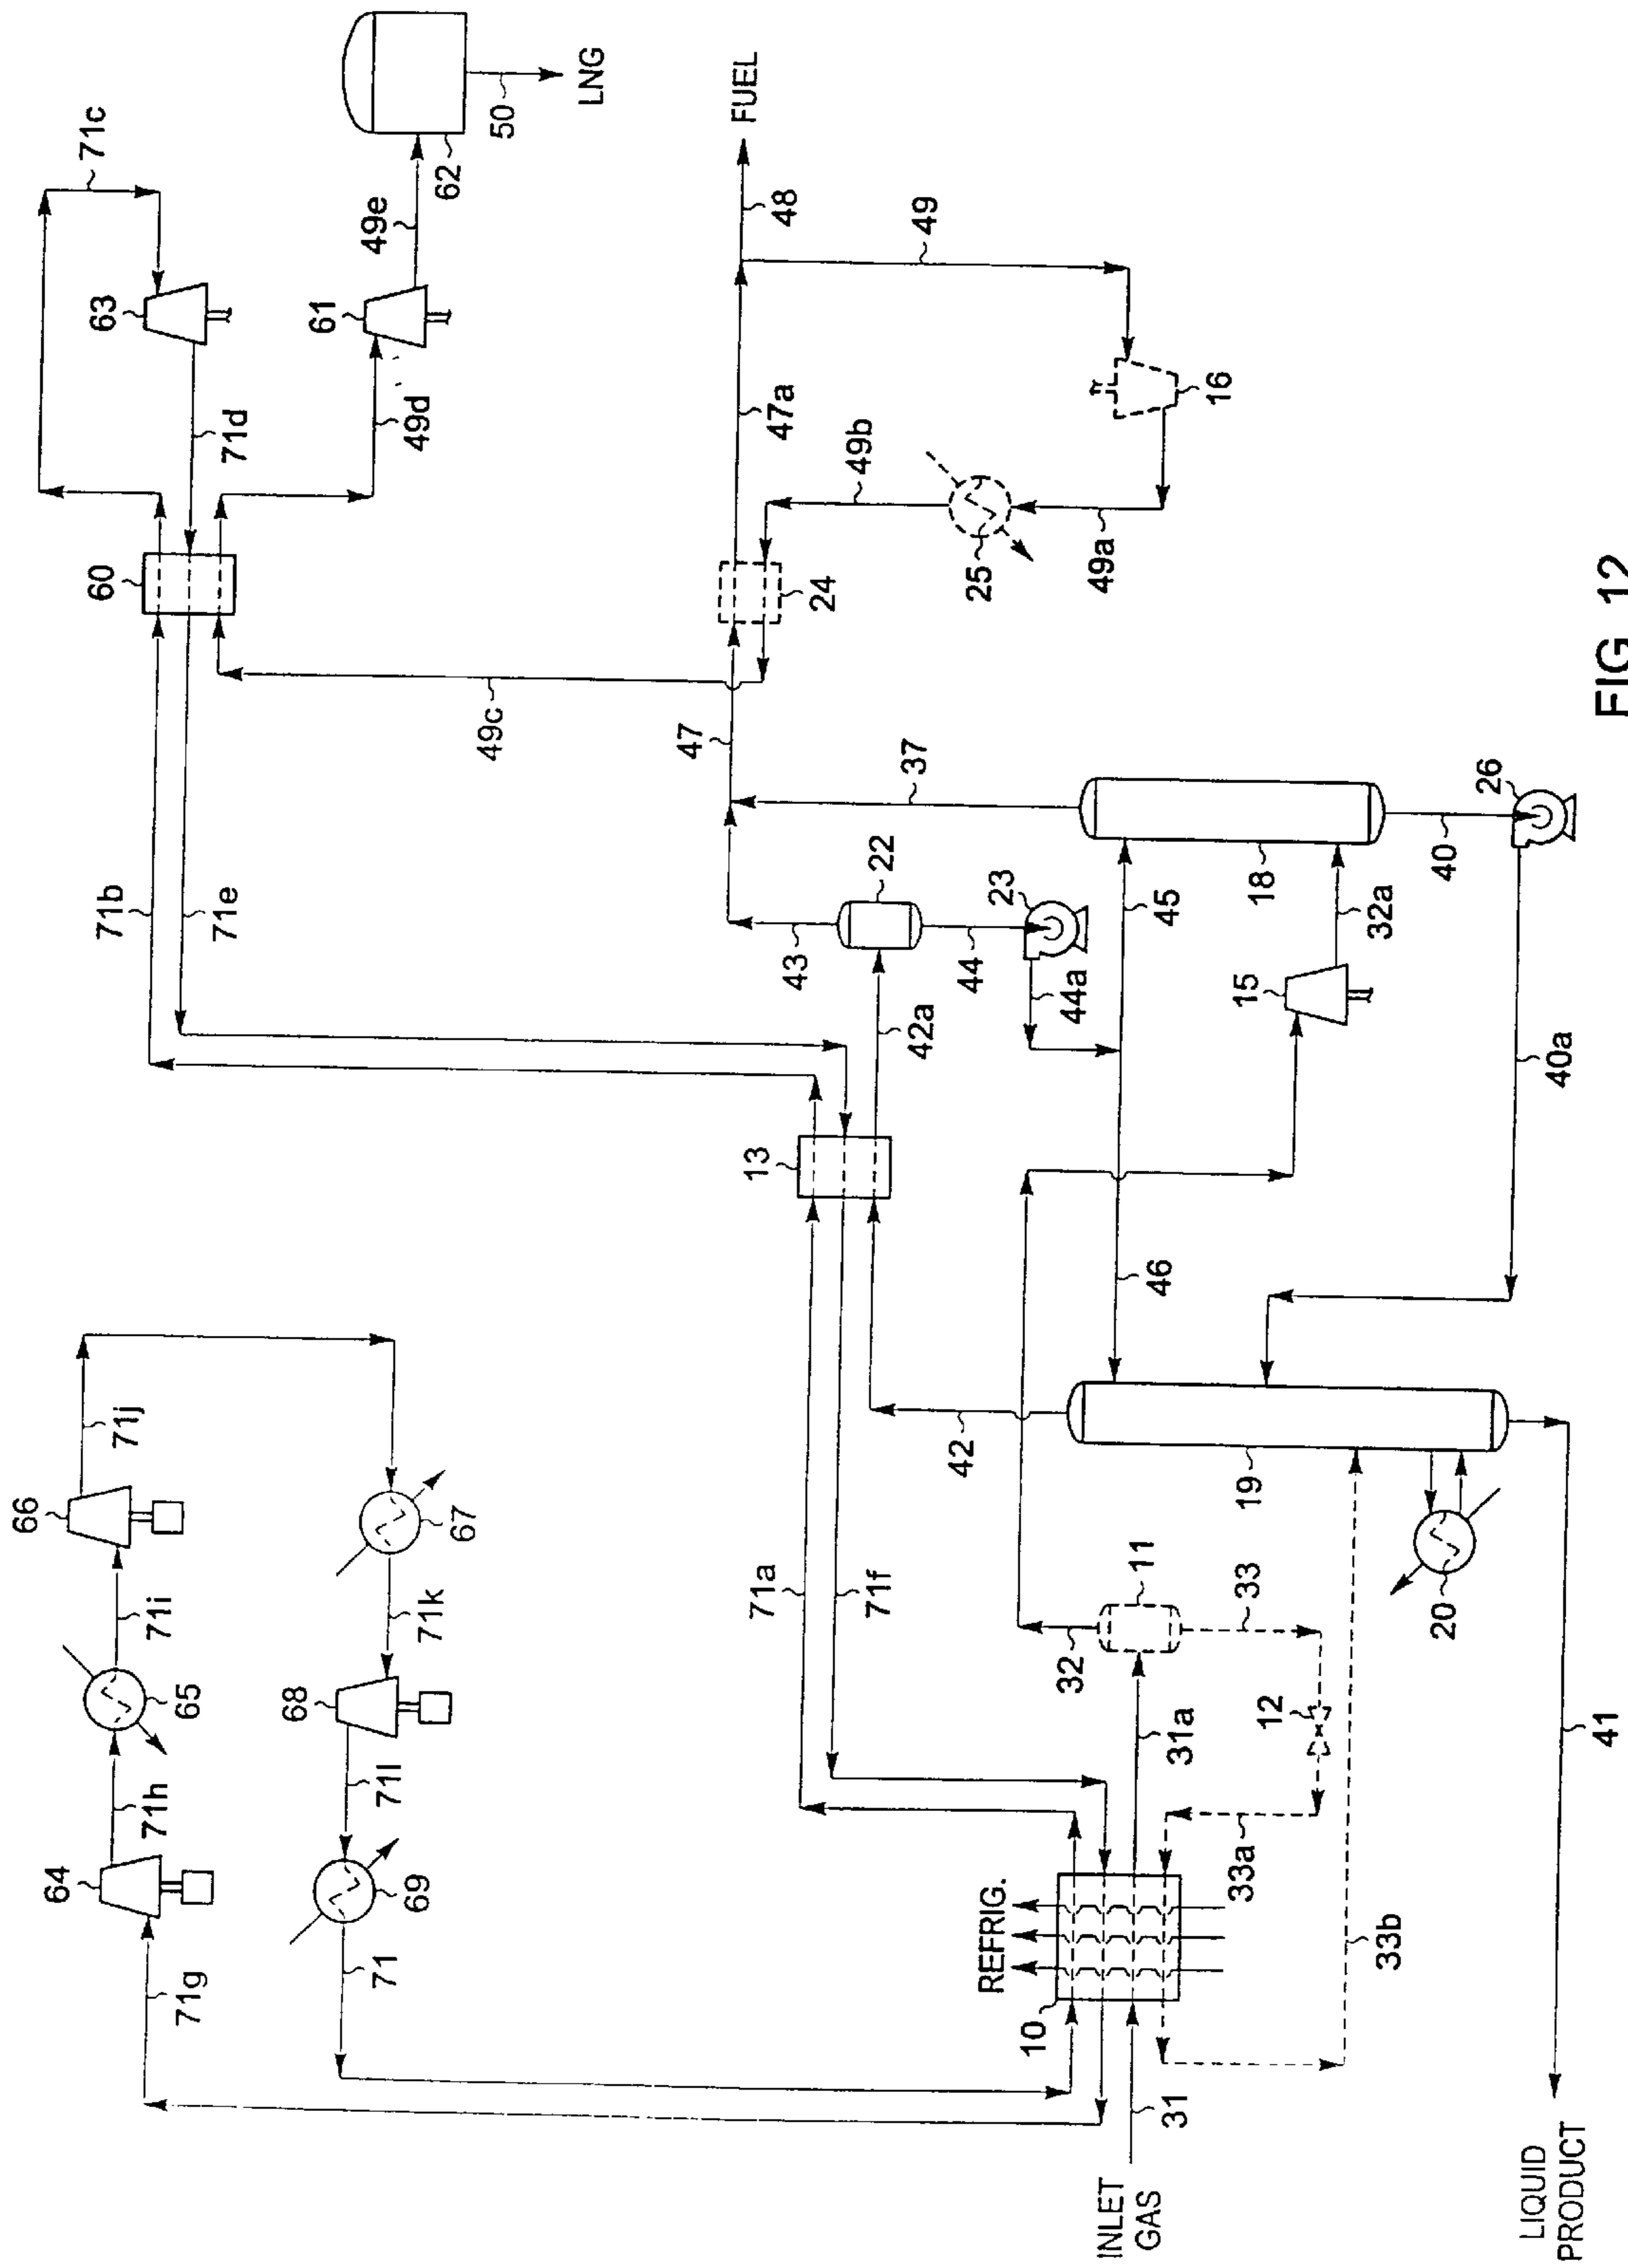 66
71j
64
71h
65
71i
71g
67
71k
68
71l
69
71
71c
63
71d
60
71b
71e
61
49d
49e
62
50
LNG
49c
FUEL
48
47a
49
49b
24
25
49a
16
47
37
43
22
44
23
44a
42a
13
45
18
32a
15
40
26
40a
46
71a
71f
42
19
20
32
11
33
12
31a
33a
33b
REFRIG.
10
31
INLET
GAS
41
LIQUID
PRODUCT
FIG. 12